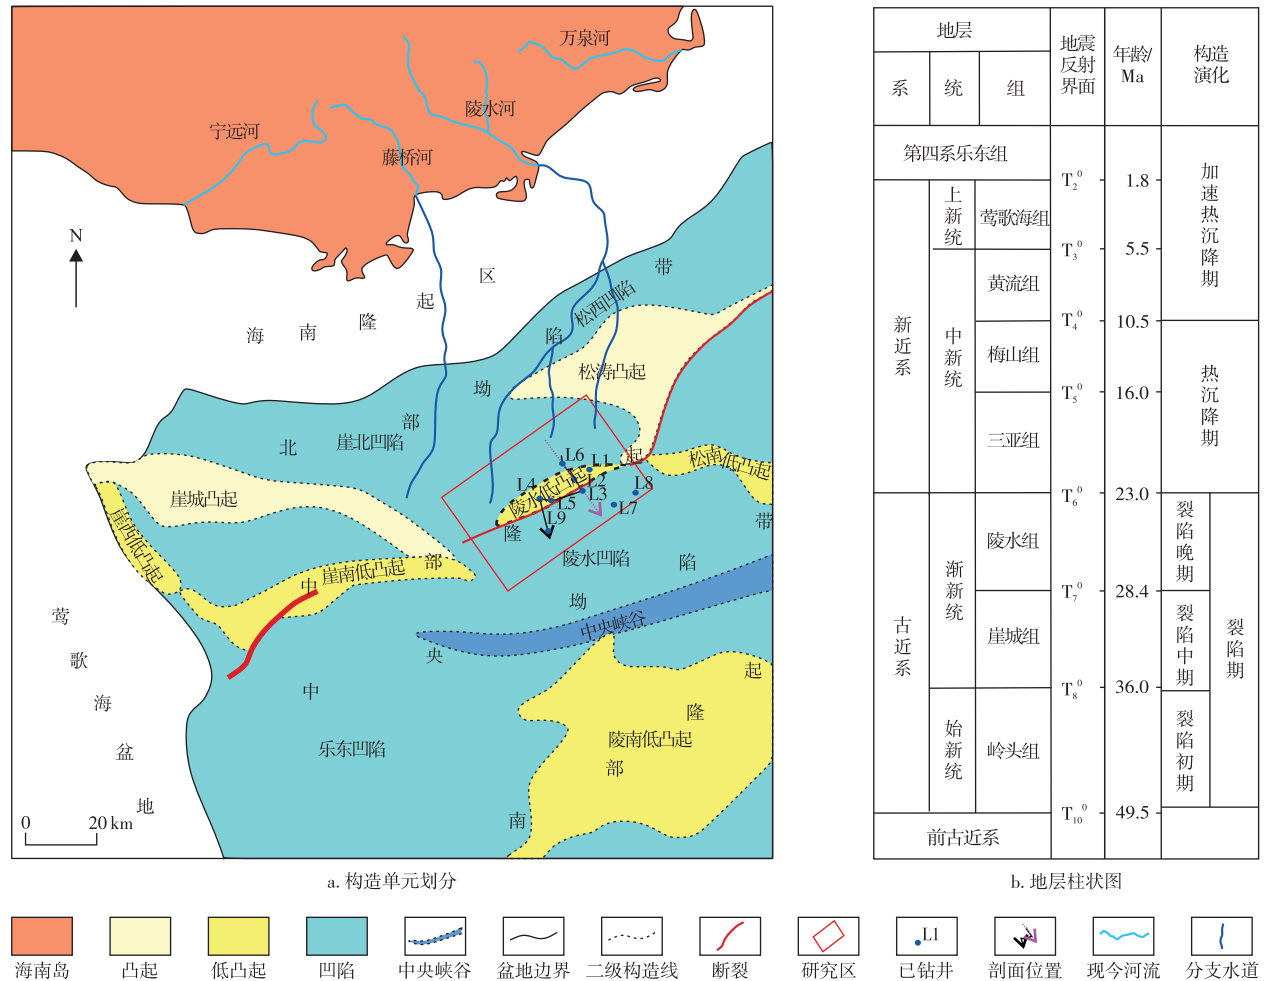 万泉河
陵水河
宁远河
藤桥河
N
海南隆起区
北部坳陷带
松西凹陷
松涛凸起
崖北凹陷
崖城凸起
崖西低凸起
崖南低凸起
松南低凸起
陵水低凸起
L6
L1
L2
L4
L3
L8
L5
L7
L9
中部隆起带
陵水凹陷
中央坳陷带
中央峡谷
莺歌海盆地
乐东凹陷
陵南低凸起
南部隆起
0
20 km
a. 构造单元划分
地层
地震反射界面
年龄/Ma
构造演化
系
统
组
第四系乐东组
T₂⁰
1.8
加速热沉降期
新近系
上新统
莺歌海组
T₃⁰
5.5
中新统
黄流组
T₄⁰
10.5
梅山组
热沉降期
T₅⁰
16.0
三亚组
T₆⁰
23.0
古近系
渐新统
陵水组
裂陷晚期
裂陷期
T₇⁰
28.4
崖城组
裂陷中期
T₈⁰
36.0
始新统
岭头组
裂陷初期
T₁₀⁰
49.5
前古近系
b. 地层柱状图
L1
海南岛
凸起
低凸起
凹陷
中央峡谷
盆地边界
二级构造线
断裂
研究区
已钻井
剖面位置
现今河流
分支水道